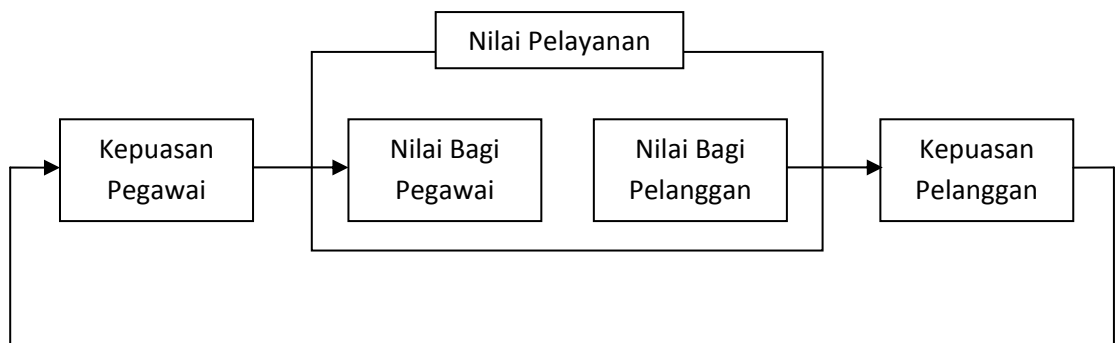 Nilai Pelayanan
Kepuasan
Pegawai
Nilai Bagi
Pegawai
Nilai Bagi
Pelanggan
Kepuasan
Pelanggan